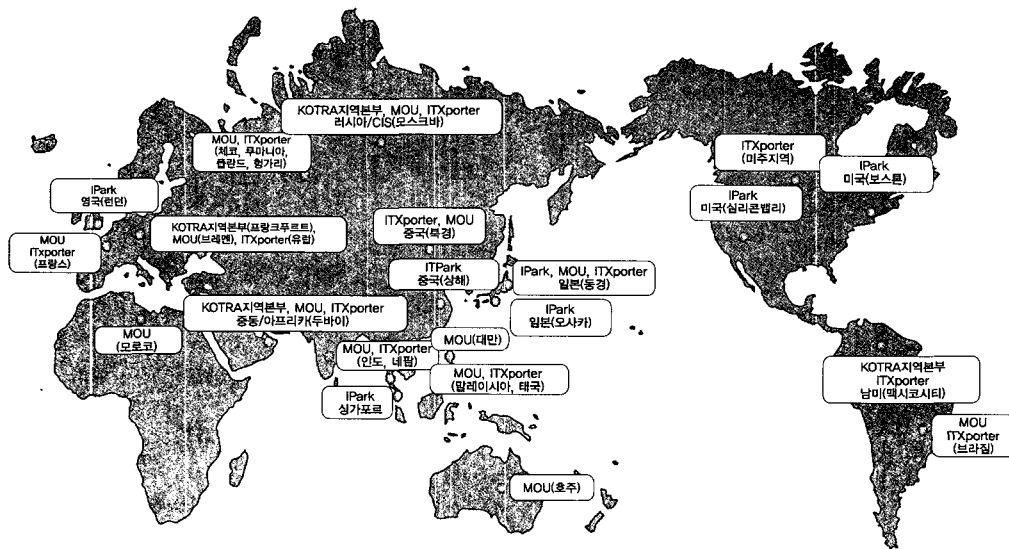 KOTRA지역본부, MOU, ITXporter
러시아/CIS(모스크바)
MOU, ITXporter
(체코, 루마니아,
폴란드, 헝가리)
ITXporter
(미주지역)
IPark
미국(보스톤)
IPark
영국(런던)
IPark
미국(실리콘밸리)
KOTRA지역본부(프랑크푸르트),
MOU(브레멘), ITXporter(유럽)
ITXporter, MOU
중국(북경)
MOU
ITXporter
(프랑스)
ITPark
중국(상해)
IPark, MOU, ITXporter
일본(동경)
KOTRA지역본부, MOU, ITXporter
중동/아프리카(두바이)
IPark
일본(오사카)
MOU
(모로코)
MOU(대만)
MOU, ITXporter
(인도, 네팔)
MOU, ITXporter
(말레이시아, 태국)
KOTRA지역본부
ITXporter
남미(맥시코시티)
IPark
싱가포르
MOU
ITXporter
(브라질)
MOU(호주)